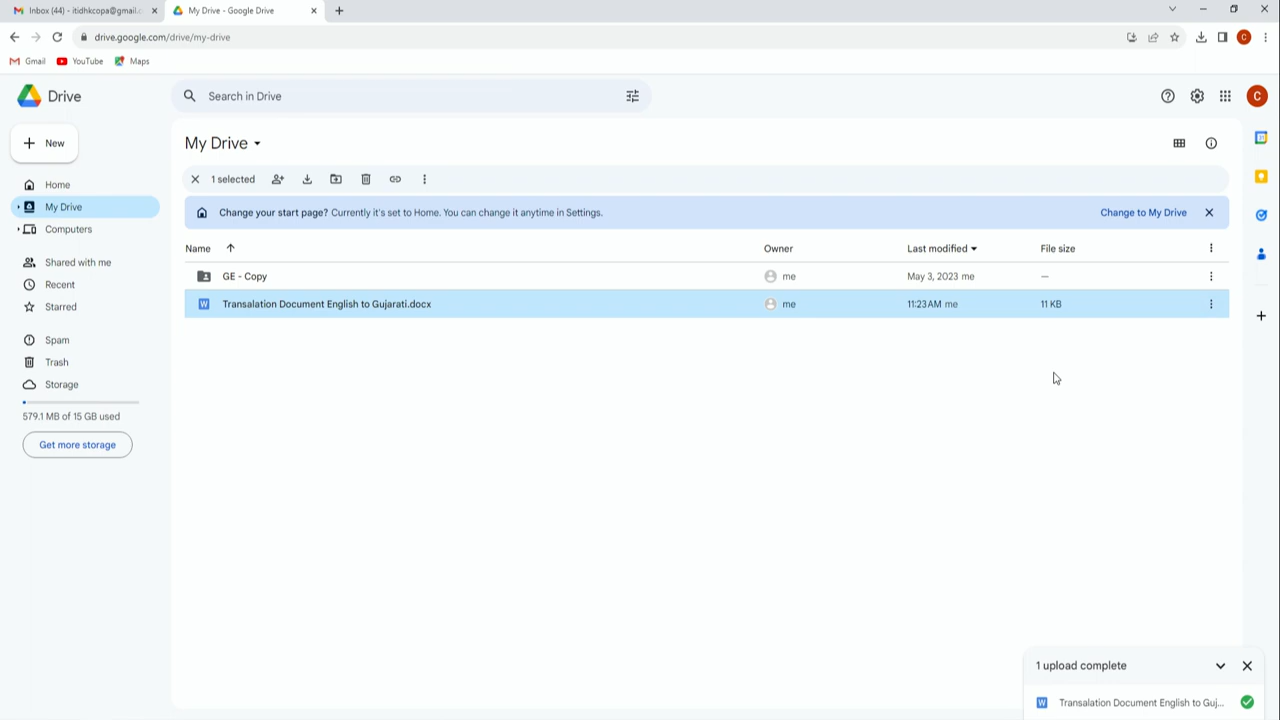 Inbox (44) - itidhkcopa@gmail.c
My Drive - Google Drive
drive.google.com/drive/my-drive
C
Gmail
YouTube
Maps
Drive
Search in Drive
C
New
My Drive
1 selected
Home
My Drive
Computers
Shared with me
Recent
Starred
Spam
Trash
Storage
579.1 MB of 15 GB used
Get more storage
Change your start page? Currently it's set to Home. You can change it anytime in Settings.
Change to My Drive
Name
Owner
Last modified
File size
GE - Copy
me
May 3, 2023 me
—
W
Transalation Document English to Gujarati.docx
me
11:23 AM me
11 KB
1 upload complete
W
Transalation Document English to Guj...